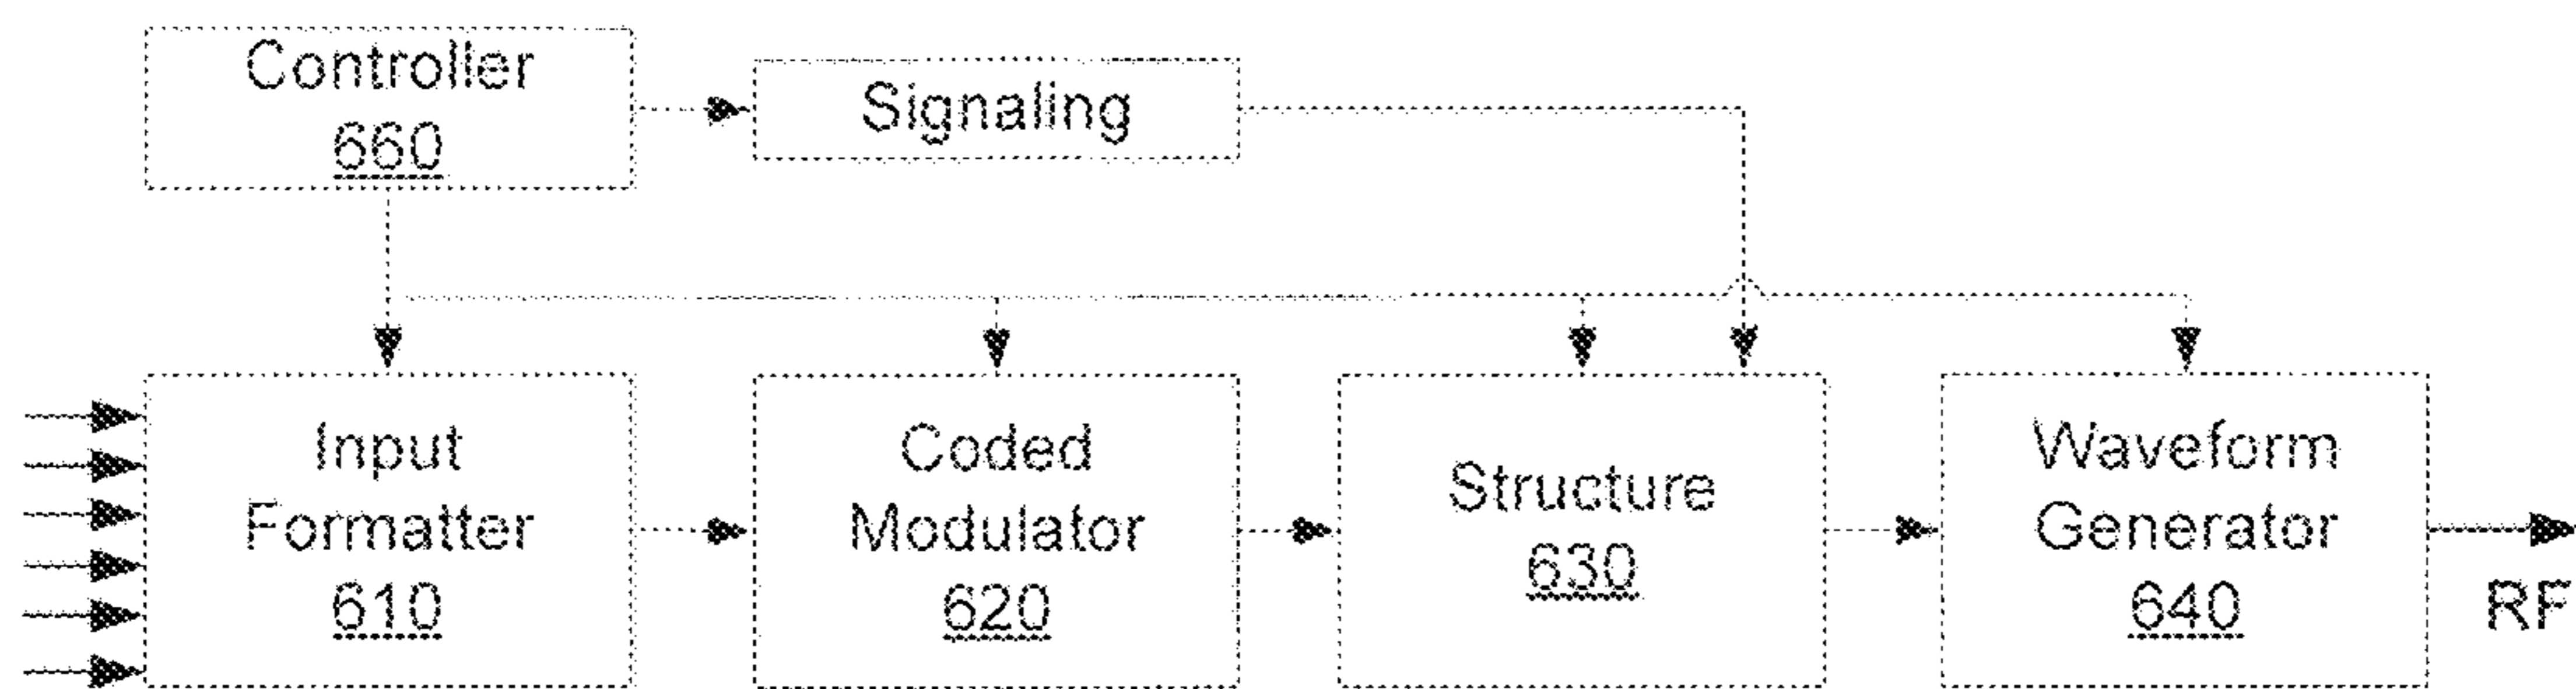 Controller
660
Signaling
Input
Formatter
610
Coded
Modulator
620
Structure
630
Waveform
Generator
640
RF